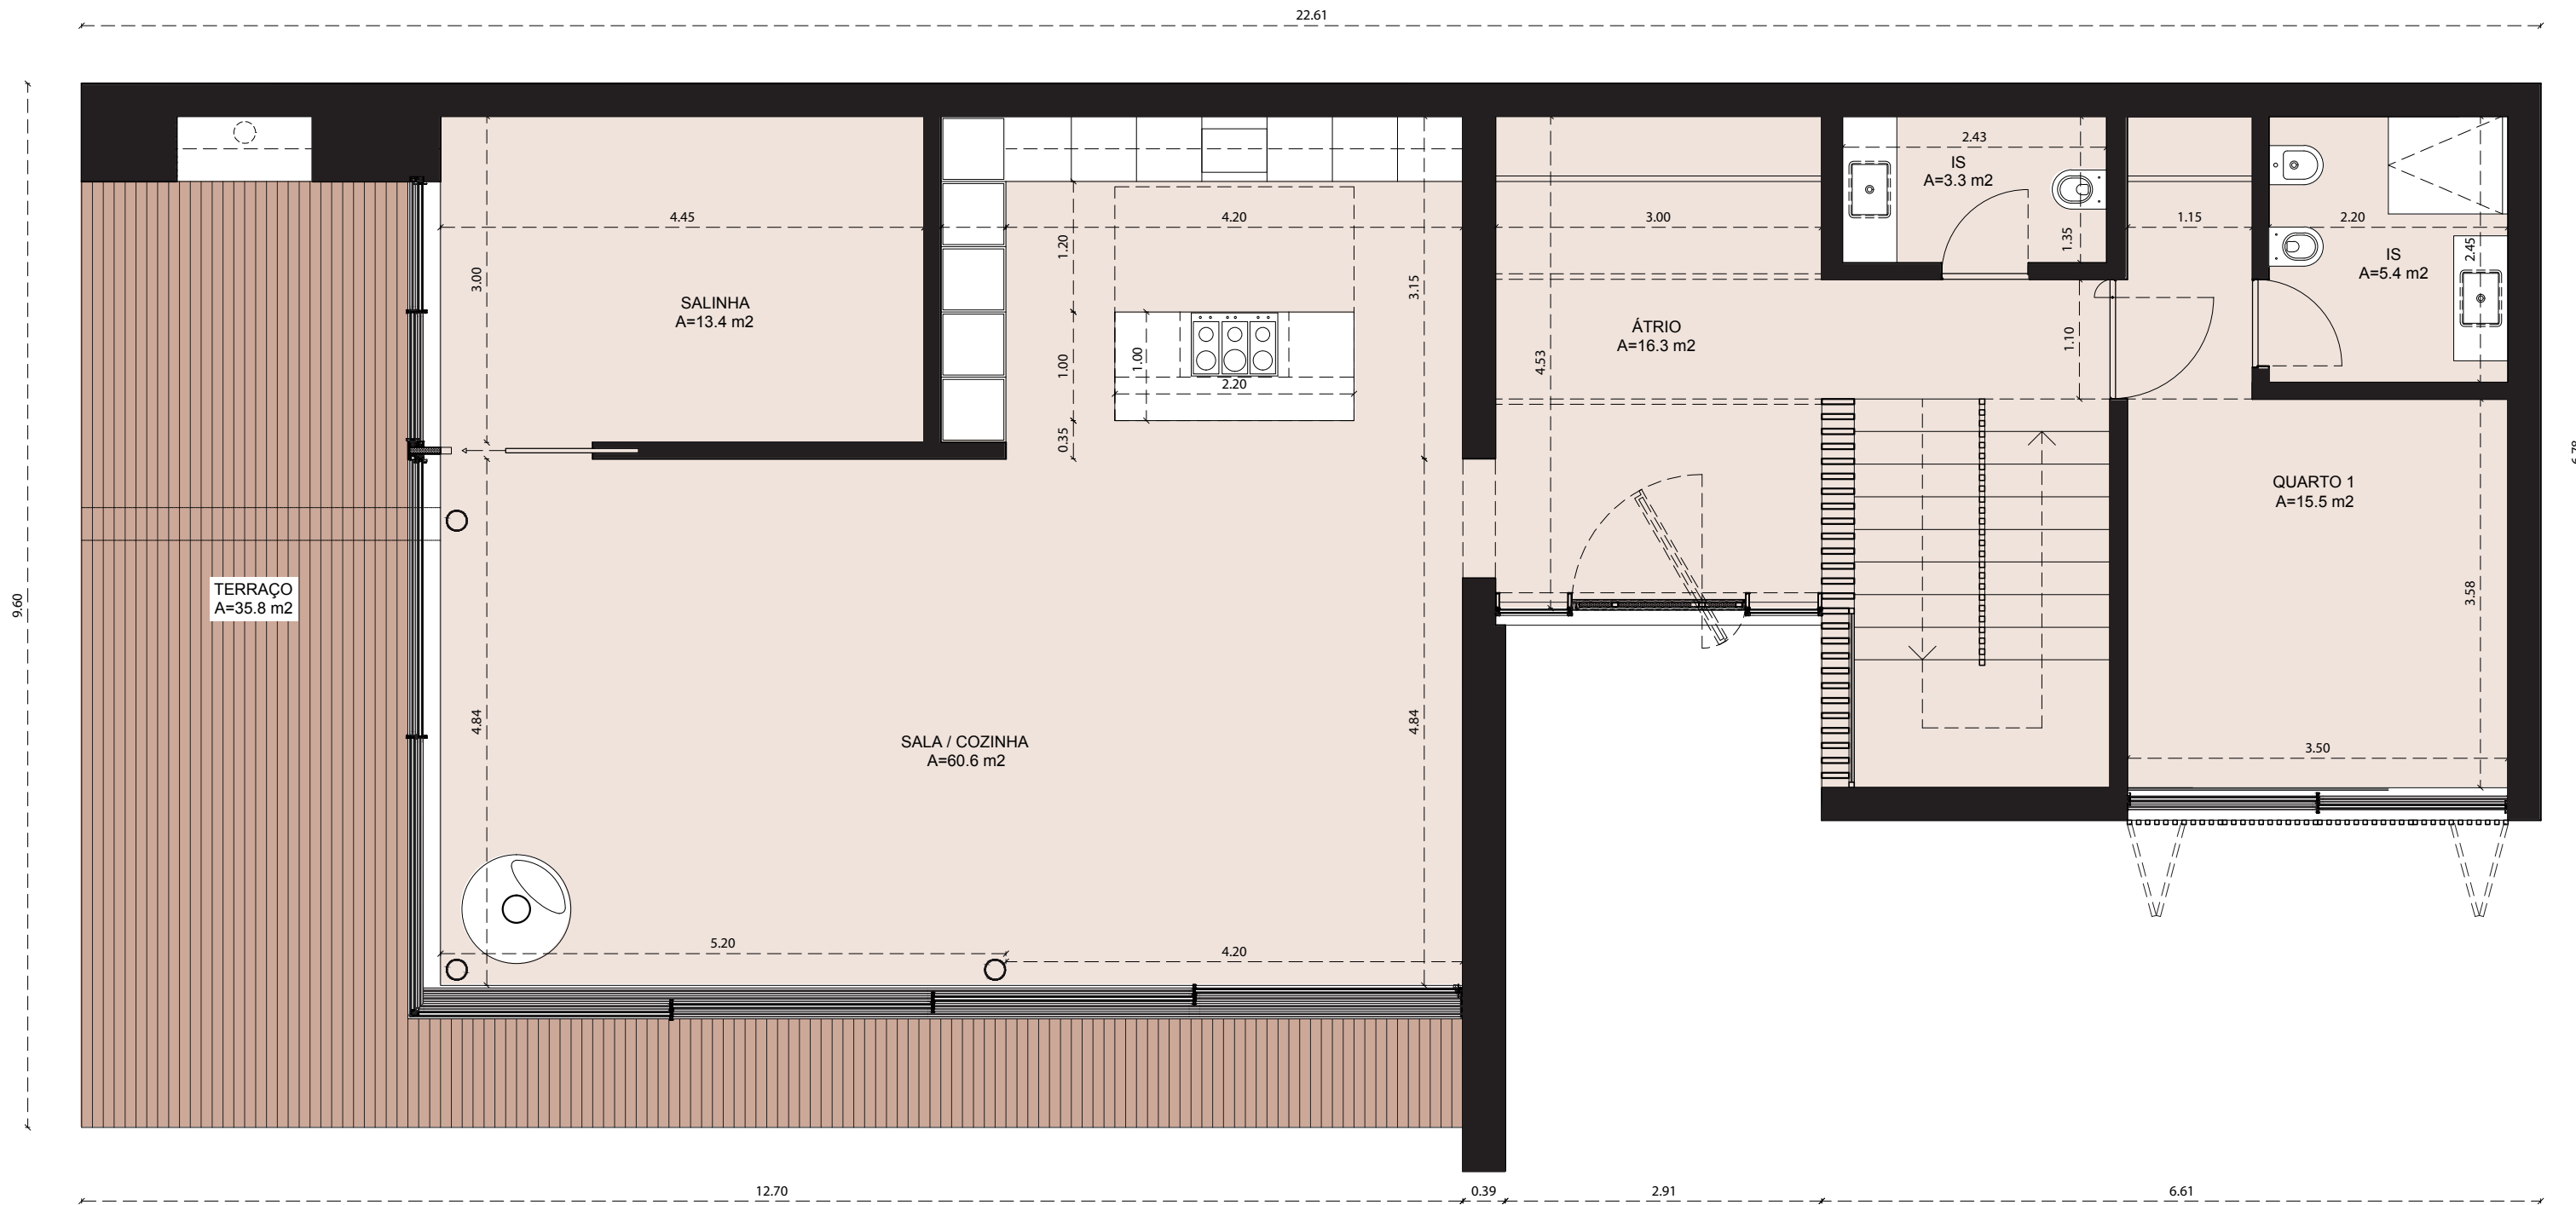 22.61
2.43
IS
A=3.3 m2
4.45
4.20
3.00
1.15
2.20
1.20
1.35
2.45
IS
A=5.4 m2
3.00
3.15
SALINHA
A=13.4 m2
ÁTRIO
A=16.3 m2
1.10
4.53
1.00
1.00
2.20
0.35
6.78
QUARTO 1
A=15.5 m2
9.60
TERRAÇO
A=35.8 m2
3.58
4.84
4.84
SALA / COZINHA
A=60.6 m2
3.50
5.20
4.20
12.70
0.39
2.91
6.61